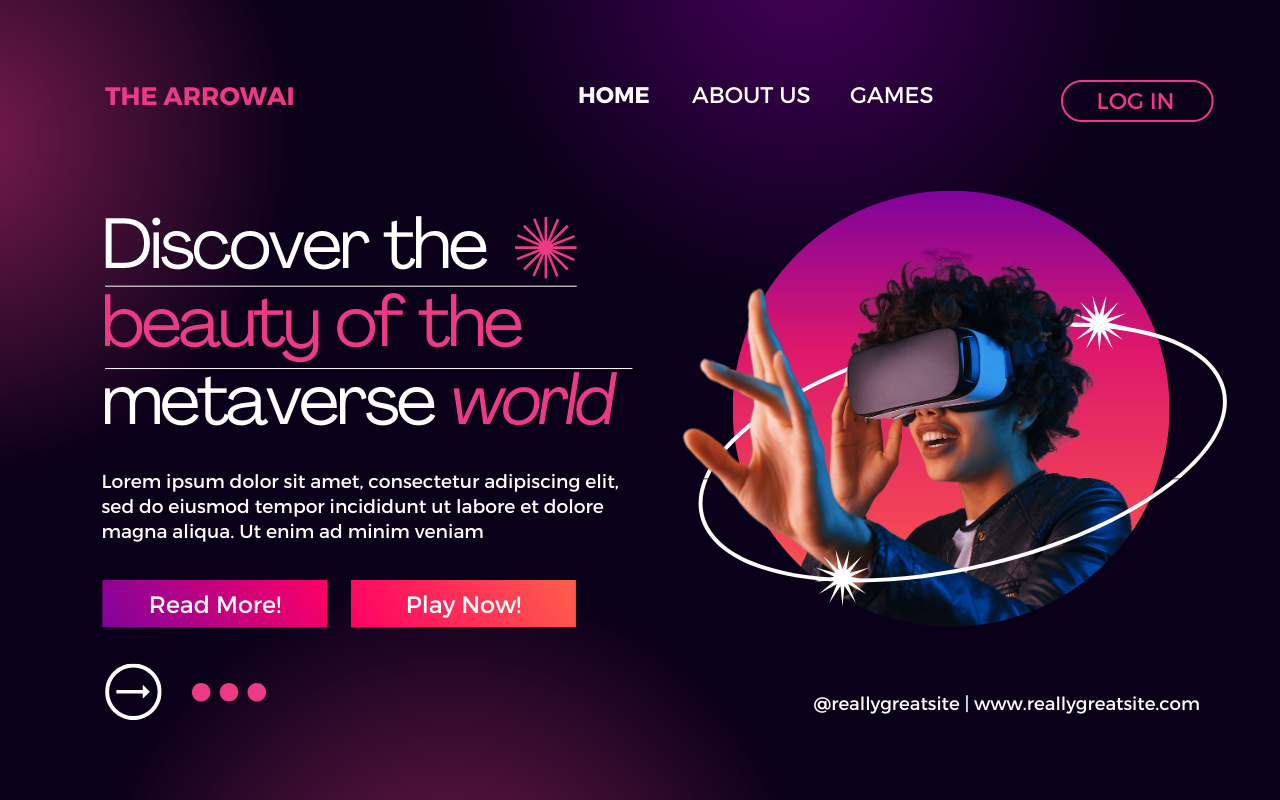 THE ARROWAI
HOME ABOUT US GAMES
LOG IN
Discover the
beauty of the
metaverse world
Lorem ipsum dolor sit amet, consectetur adipiscing elit,
sed do eiusmod tempor incididunt ut labore et dolore
magna aliqua. Ut enim ad minim veniam
Read More!
Play Now!
@reallygreatsite | www.reallygreatsite.com